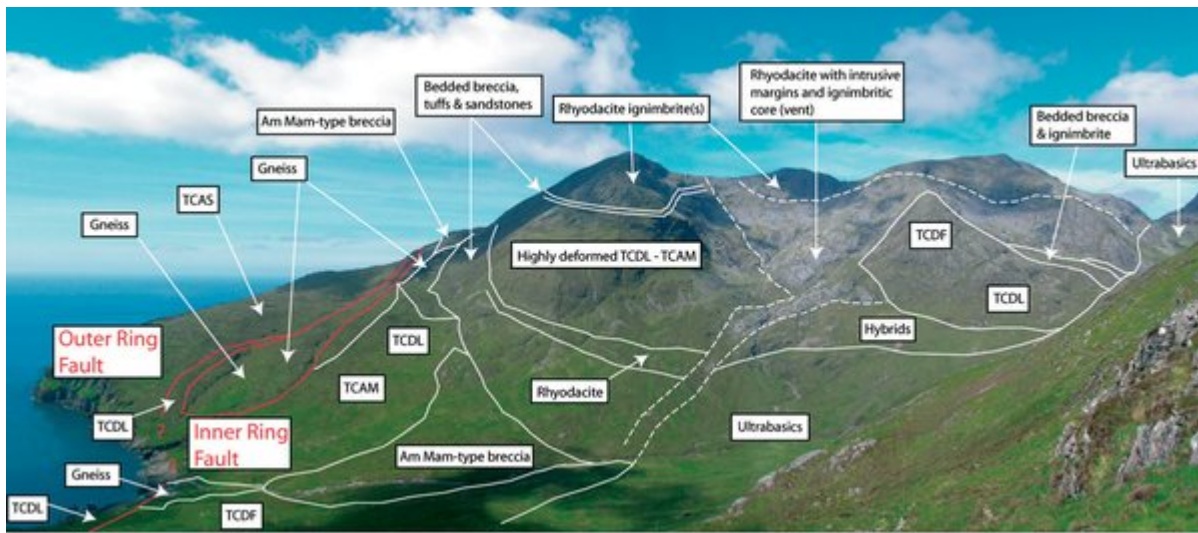 Bedded breccia,
tuffs & sandstones
Rhyodacite with intrusive
margins and ignimbritic
core (vent)
Rhyodacite ignimbrite(s)
Bedded breccia
& ignimbrite
Am Mam-type breccia
Ultrabasics
Gneiss
TCAS
Gneiss
TCDF
Highly deformed TCDL - TCAM
TCDL
Outer Ring
Fault
TCDL
Hybrids
TCAM
Rhyodacite
TCDL
?
Inner Ring
Fault
Ultrabasics
Am Mam-type breccia
Gneiss
TCDL
TCDF